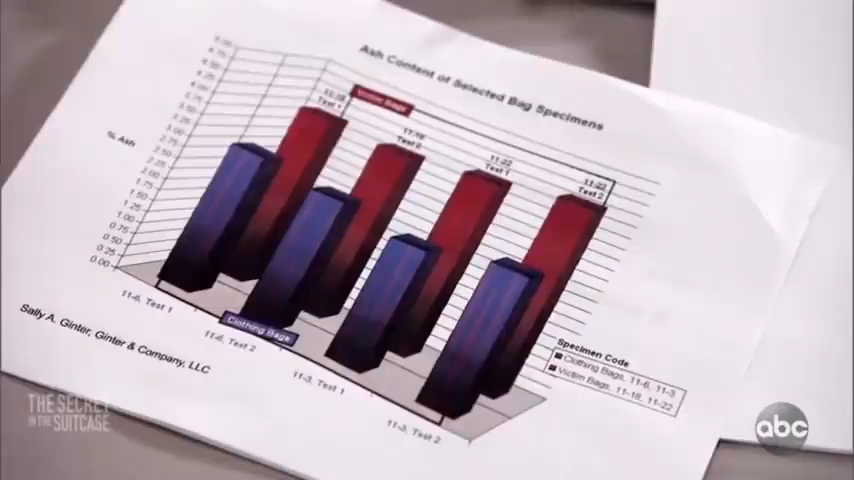 Ash Content of Selected Bag Specimens
5.00
4.75
4.50
4.25
4.00
3.75
3.50
3.25
3.00
2.75
2.50
2.25
2.00
1.75
1.50
1.25
1.00
0.75
0.50
0.25
0.00
% Ash
Victim Bags
11-18
Test 1
Test 2
11-22
Test 1
11-22
Test 2
11-6, Test 1
11-6, Test 2
11-3, Test 1
11-3, Test 2
Clothing Bags
Specimen Code
Clothing Bags, 11-6, 11-3
Victim Bags, 11-18, 11-22
Sally A. Ginter, Ginter & Company, LLC
THE SECRET
IN THE
SUITCASE
abc